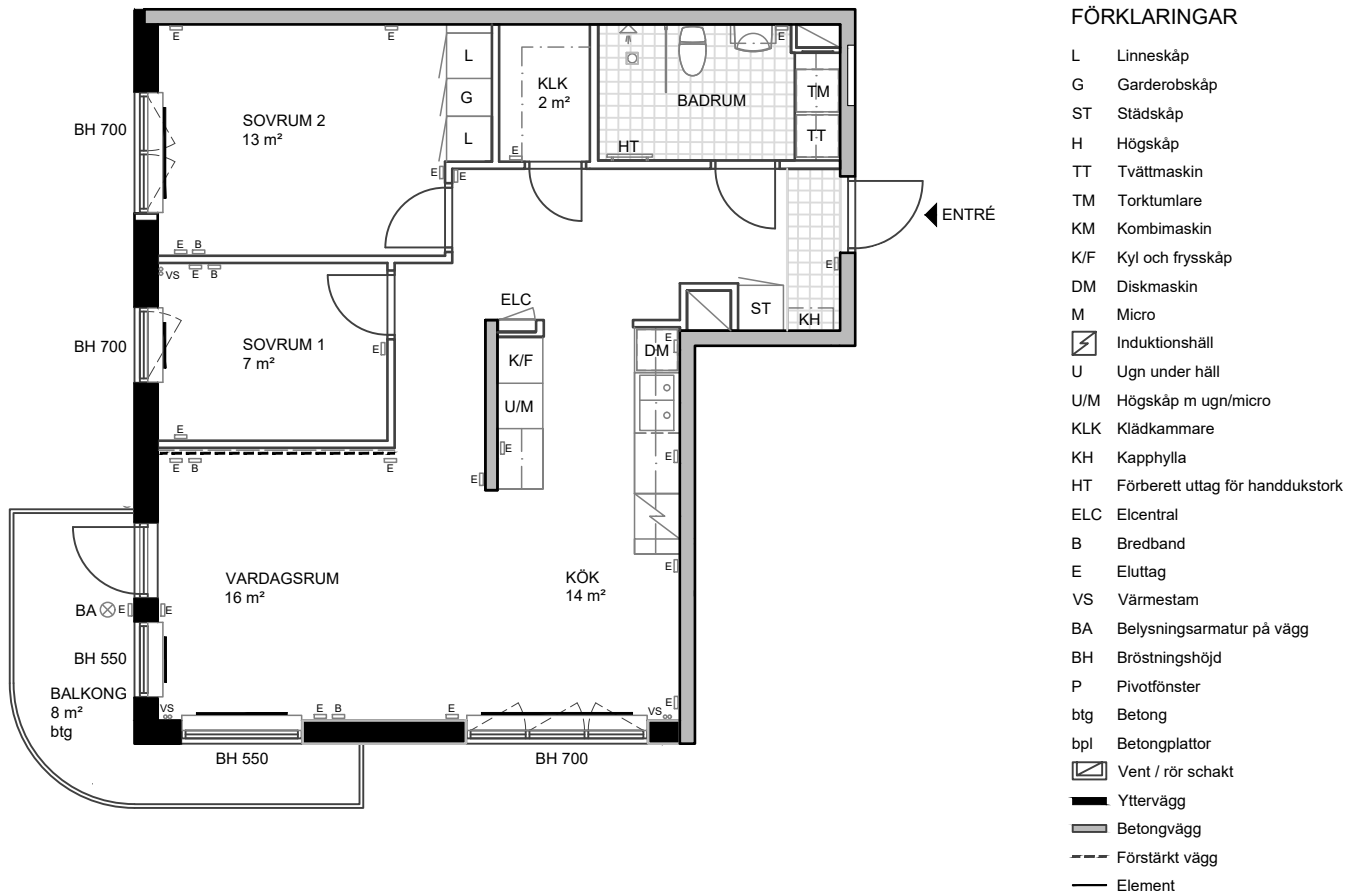 E
E
L
G
L
KLK
2 m²
E
E
BADRUM
TM
TT
HT
BH 700
SOVRUM 2
13 m²
E
E
ENTRÉ
E B
VS E B
E
ELC
ST
KH
BH 700
SOVRUM 1
7 m²
E
K/F
U/M
E
E
DM
E
E
E
E B
E
VARDAGSRUM
16 m²
KÖK
14 m²
E
BA
E
E
BH 550
BALKONG
8 m²
btg
VS
E B
E
VS
E
BH 550
BH 700
FÖRKLARINGAR
L Linneskåp
G Garderobskåp
ST Städskåp
H Högskåp
TT Tvättmaskin
TM Torktumlare
KM Kombimaskin
K/F Kyl och frysskåp
DM Diskmaskin
M Micro
Induktionshäll
U Ugn under häll
U/M Högskåp m ugn/micro
KLK Klädkammare
KH Kapphylla
HT Förberett uttag för handdukstork
ELC Elcentral
B Bredband
E Eluttag
VS Värmestam
BA Belysningsarmatur på vägg
BH Bröstningshöjd
P Pivotfönster
btg Betong
bpl Betongplattor
Vent / rör schakt
Yttervägg
Betongvägg
Förstärkt vägg
Element